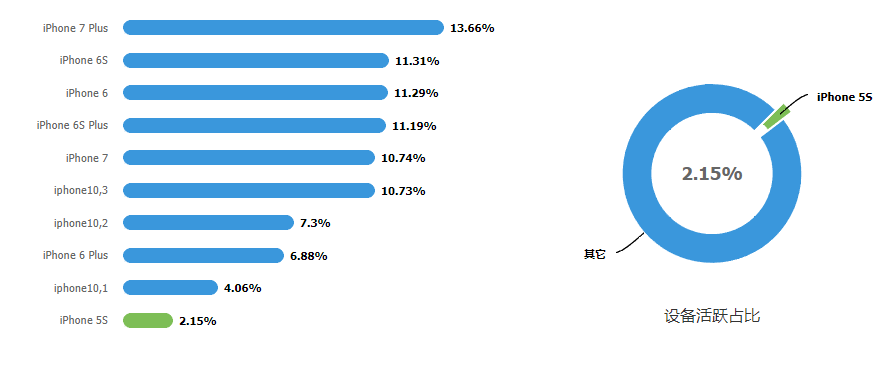 iPhone 7 Plus 13.66%
iPhone 6S 11.31%
iPhone 6 11.29%
iPhone 6S Plus 11.19%
iPhone 7 10.74%
iphone10,3 10.73%
iphone10,2 7.3%
iPhone 6 Plus 6.88%
iphone10,1 4.06%
iPhone 5S 2.15%
iPhone 5S
2.15%
其它
设备活跃占比